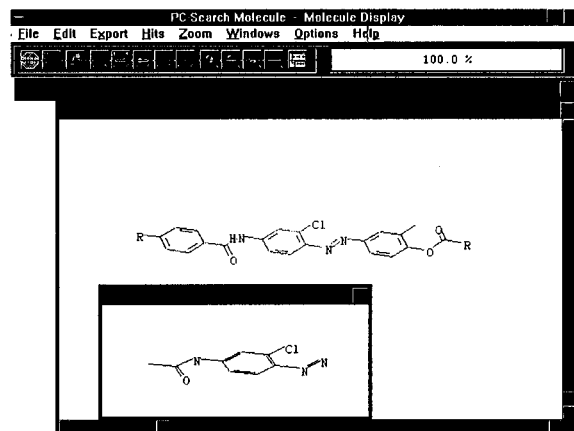 PC Search Molecule - Molecule Display
File Edit Export Hits Zoom Windows Options Help
100.0 %
Cl
R HN N N O R
O O
Cl
N N N
O